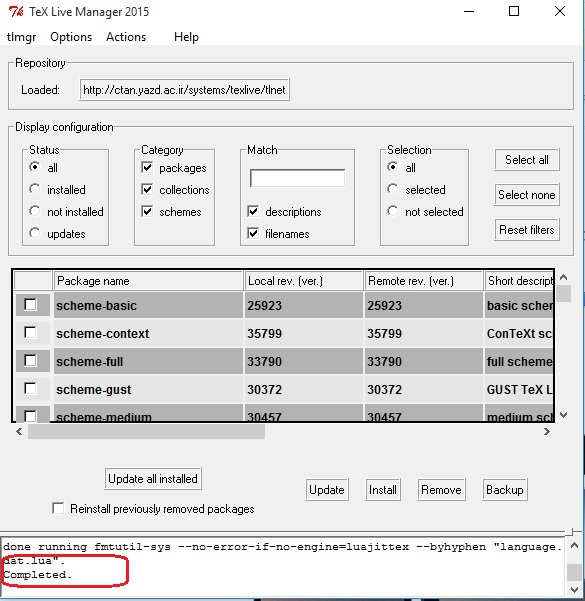 TeX Live Manager 2015
tlmgr Options Actions Help
Repository
Loaded: http://ctan.yazd.ac.ir/systems/texlive/tlnet
Display configuration
Status Category Match Selection
all packages all Select all
installed collections selected Select none
not installed schemes descriptions not selected
updates filenames Reset filters
Package name Local rev. (ver.) Remote rev. (ver.) Short descript
scheme-basic 25923 25923 basic schem
scheme-context 35799 35799 ConTeXt sc
scheme-full 33790 33790 full scheme
scheme-gust 30372 30372 GUST TeX L
scheme-medium 30457 30457 medium sch
Update all installed
Update Install Remove Backup
Reinstall previously removed packages
done running fmtutil-sys --no-error-if-no-engine=luajittex --byhyphen "language.
dat.lua".
Completed.